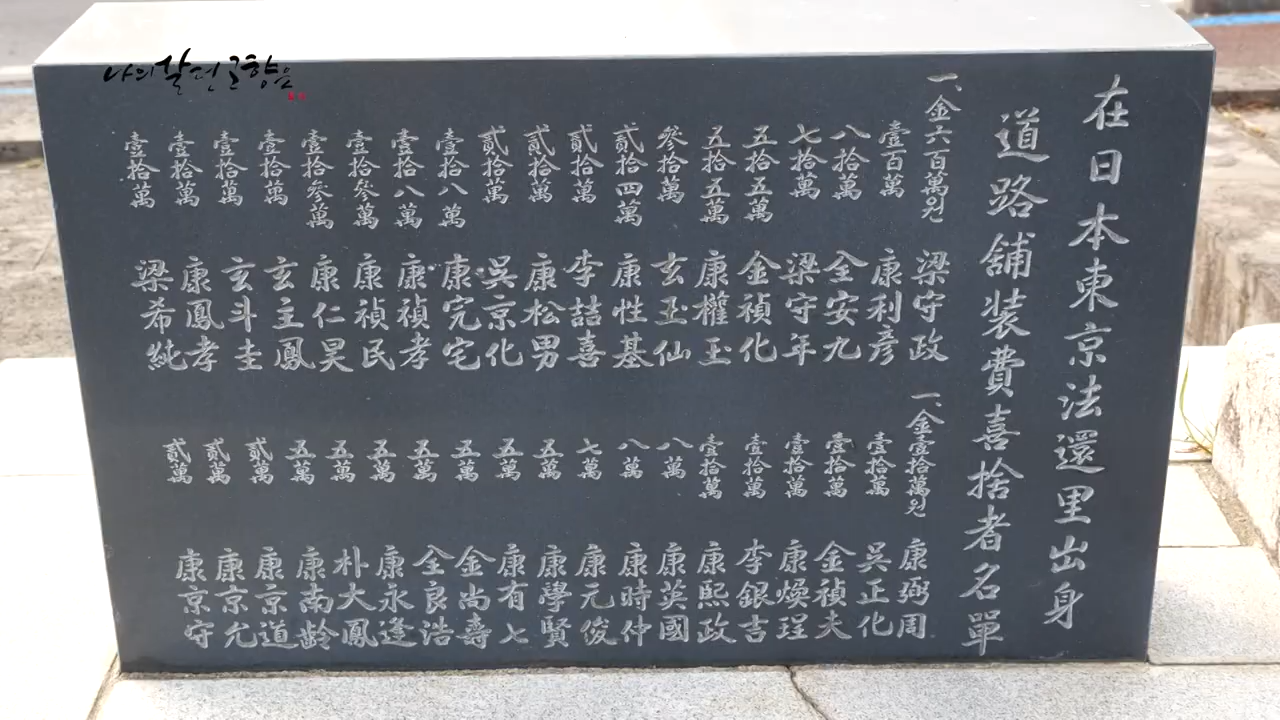 나의 살던 고향은
在日本東京法還里出身
道路舗装費喜捨者名單
一、金六百萬원 梁守政
壹百萬 康利彦
八拾萬 全安九
七拾萬 梁守年
五拾五萬 金禎化
五拾五萬 康權玉
參拾萬 玄玉仙
貳拾四萬 康性基
貳拾萬 李喆喜
貳拾萬 康松男
貳拾萬 吳京化
壹拾八萬 康完宅
壹拾八萬 康禎孝
壹拾參萬 康禎民
壹拾參萬 康仁昊
壹拾萬 玄主鳳
壹拾萬 玄斗圭
壹拾萬 康鳳孝
壹拾萬 梁希純
一、金壹拾萬원 康弼周
壹拾萬 吳正化
壹拾萬 金禎夫
壹拾萬 康煥珵
壹拾萬 李銀吉
壹拾萬 康熙政
八萬 康英國
八萬 康時仲
七萬 康元俊
五萬 康學賢
五萬 康有七
五萬 金尚壽
五萬 全良浩
五萬 康永逢
五萬 朴大鳳
五萬 康南齡
貳萬 康京道
貳萬 康京允
貳萬 康京守